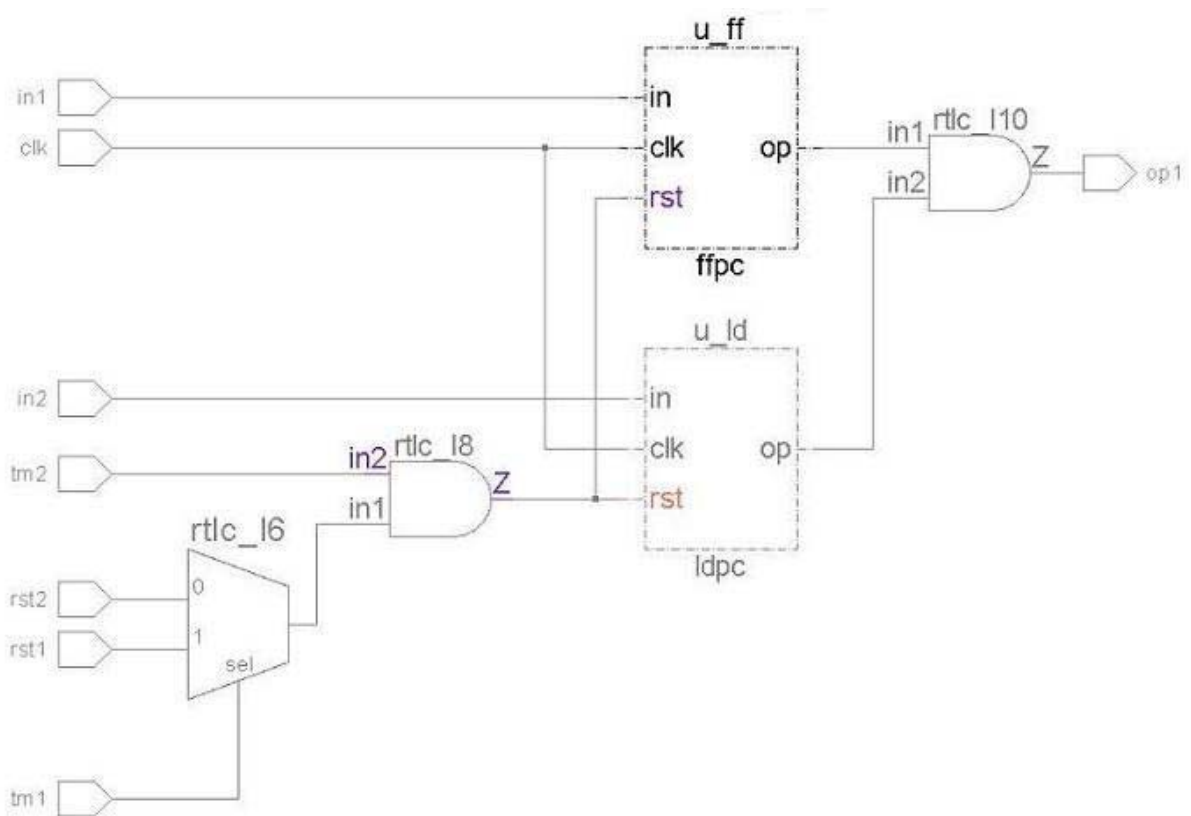 u_ff
in1
in
clk
clk
op
rst
ffpc
in1
rtlc_I10
Z
in2
op1
u_ld
in2
in
clk
op
rst
ldpc
tm2
in2
rtlc_I8
Z
in1
rtlc_I6
rst2
0
rst1
1
sel
tm1